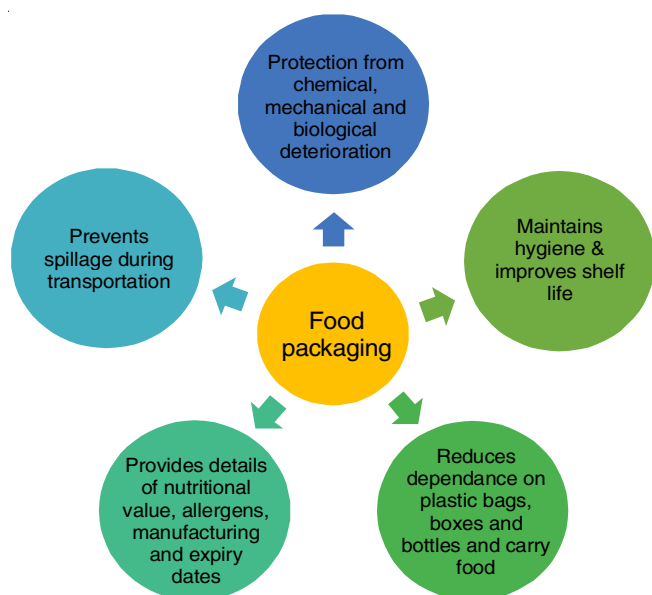 Protection from
chemical,
mechanical and
biological
deterioration
Prevents
spillage during
transportation
Maintains
hygiene &
improves shelf
life
Food
packaging
Provides details
of nutritional
value, allergens,
manufacturing
and expiry
dates
Reduces
dependance on
plastic bags,
boxes and
bottles and carry
food